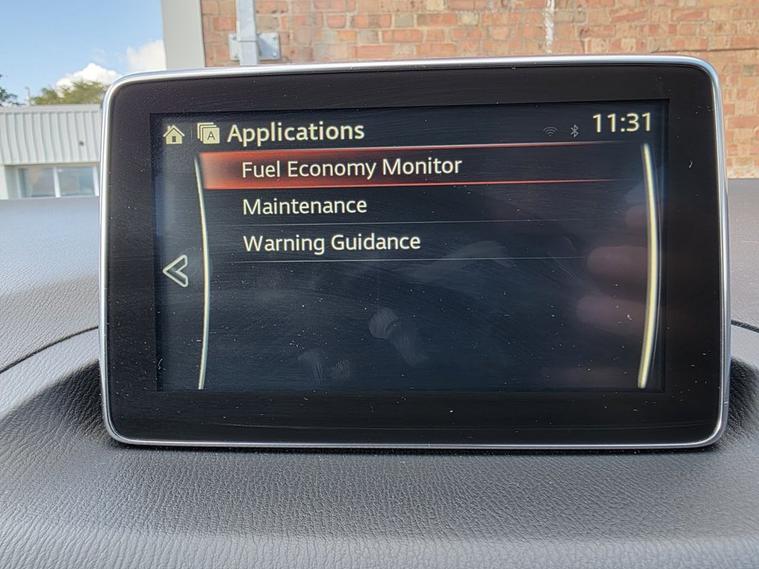 A Applications 11:31
Fuel Economy Monitor
Maintenance
Warning Guidance